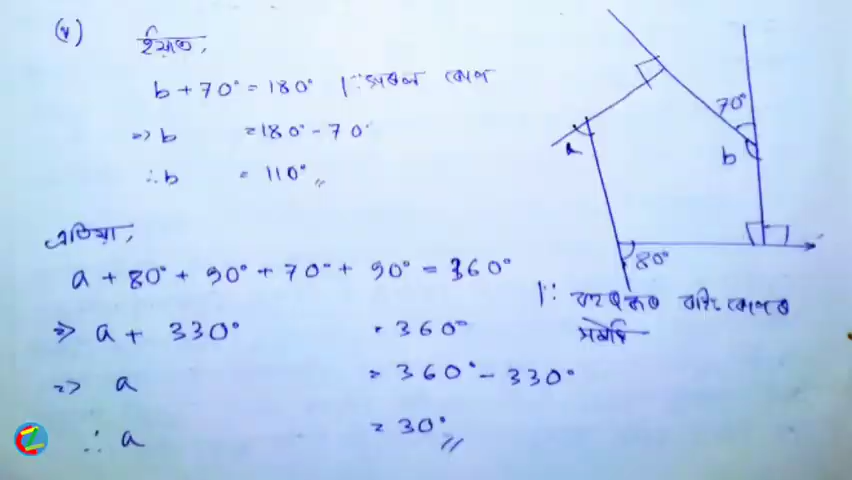 (v)
ইয়াত,
b + 70° = 180° | ∵ সৰল কোণ
⇒ b = 180° - 70°
∴ b = 110° //
এতিয়া,
a + 80° + 90° + 70° + 90° = 360°
| ∵ বহুভুজৰ বহিঃকোণৰ
সমষ্টি
⇒ a + 330° = 360°
⇒ a = 360° - 330°
∴ a = 30° //
70°
a
b
80°